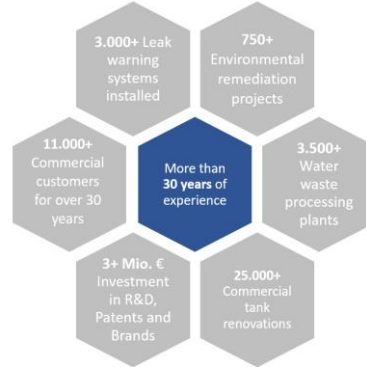 3.000+ Leak
warning
systems
installed
750+
Environmental
remediation
projects
11.000+
Commercial
customers
for over 30
years
More than
30 years of
experience
3.500+
Water
waste
processing
plants
3+ Mio. €
Investment
in R&D,
Patents and
Brands
25.000+
Commercial
tank
renovations